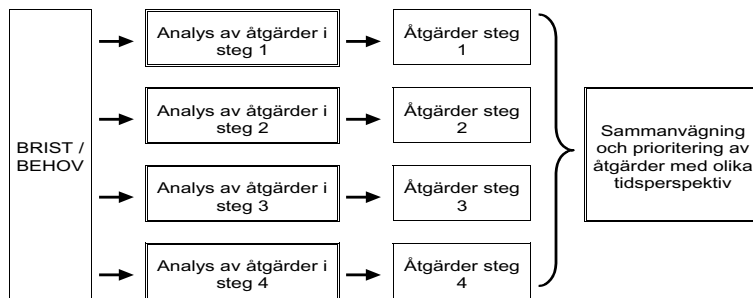 BRIST /
BEHOV
Analys av åtgärder i
steg 1
Åtgärder steg
1
Analys av åtgärder i
steg 2
Åtgärder steg
2
Analys av åtgärder i
steg 3
Åtgärder steg
3
Analys av åtgärder i
steg 4
Åtgärder steg
4
Sammanvägning
och prioritering av
åtgärder med olika
tidsperspektiv